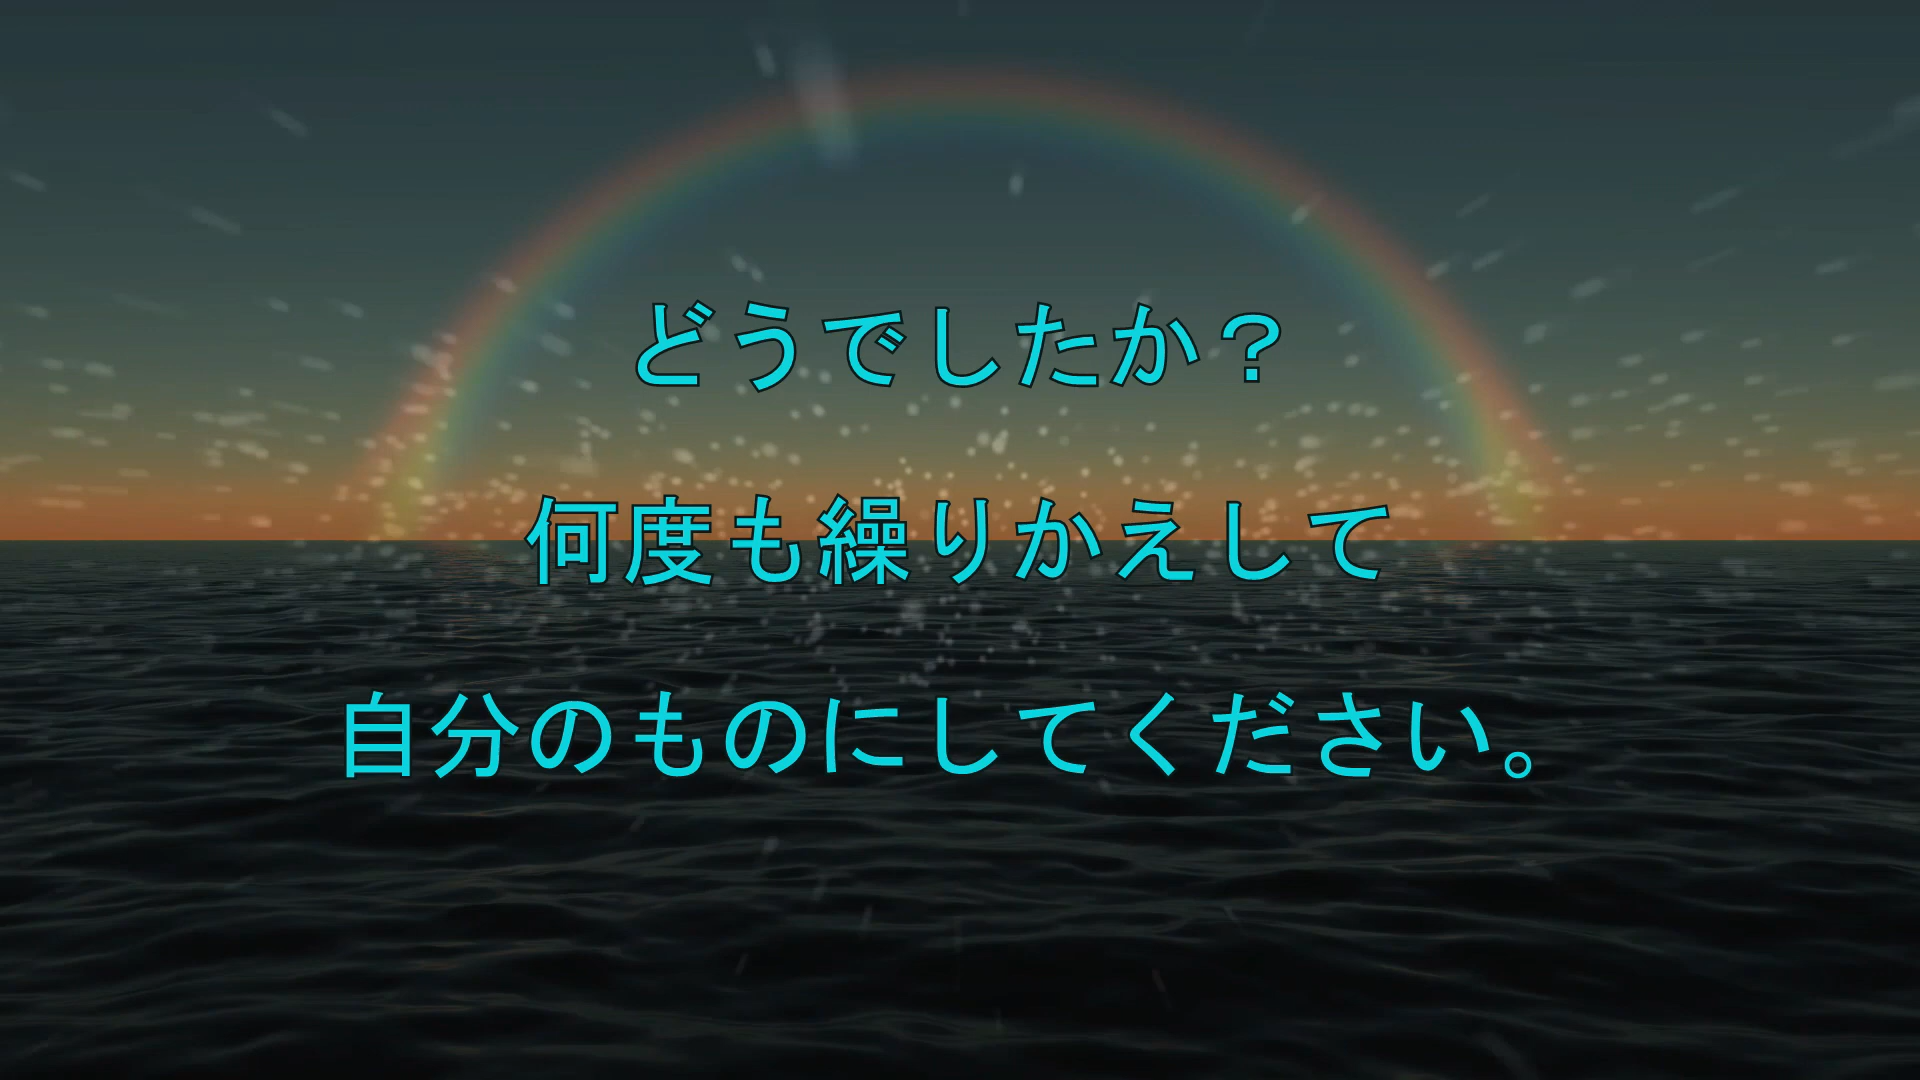 どうでしたか？
何度も繰りかえして
自分のものにしてください。